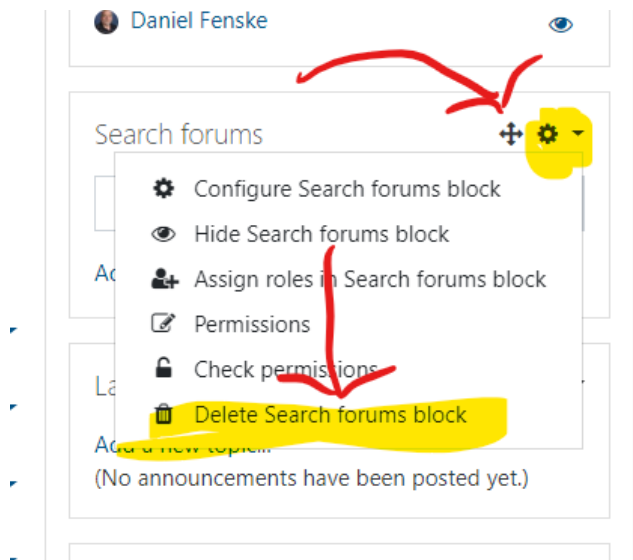 Daniel Fenske
Search forums
Configure Search forums block
Hide Search forums block
Assign roles in Search forums block
Permissions
Check permissions
Delete Search forums block
Add a new topic...
(No announcements have been posted yet.)